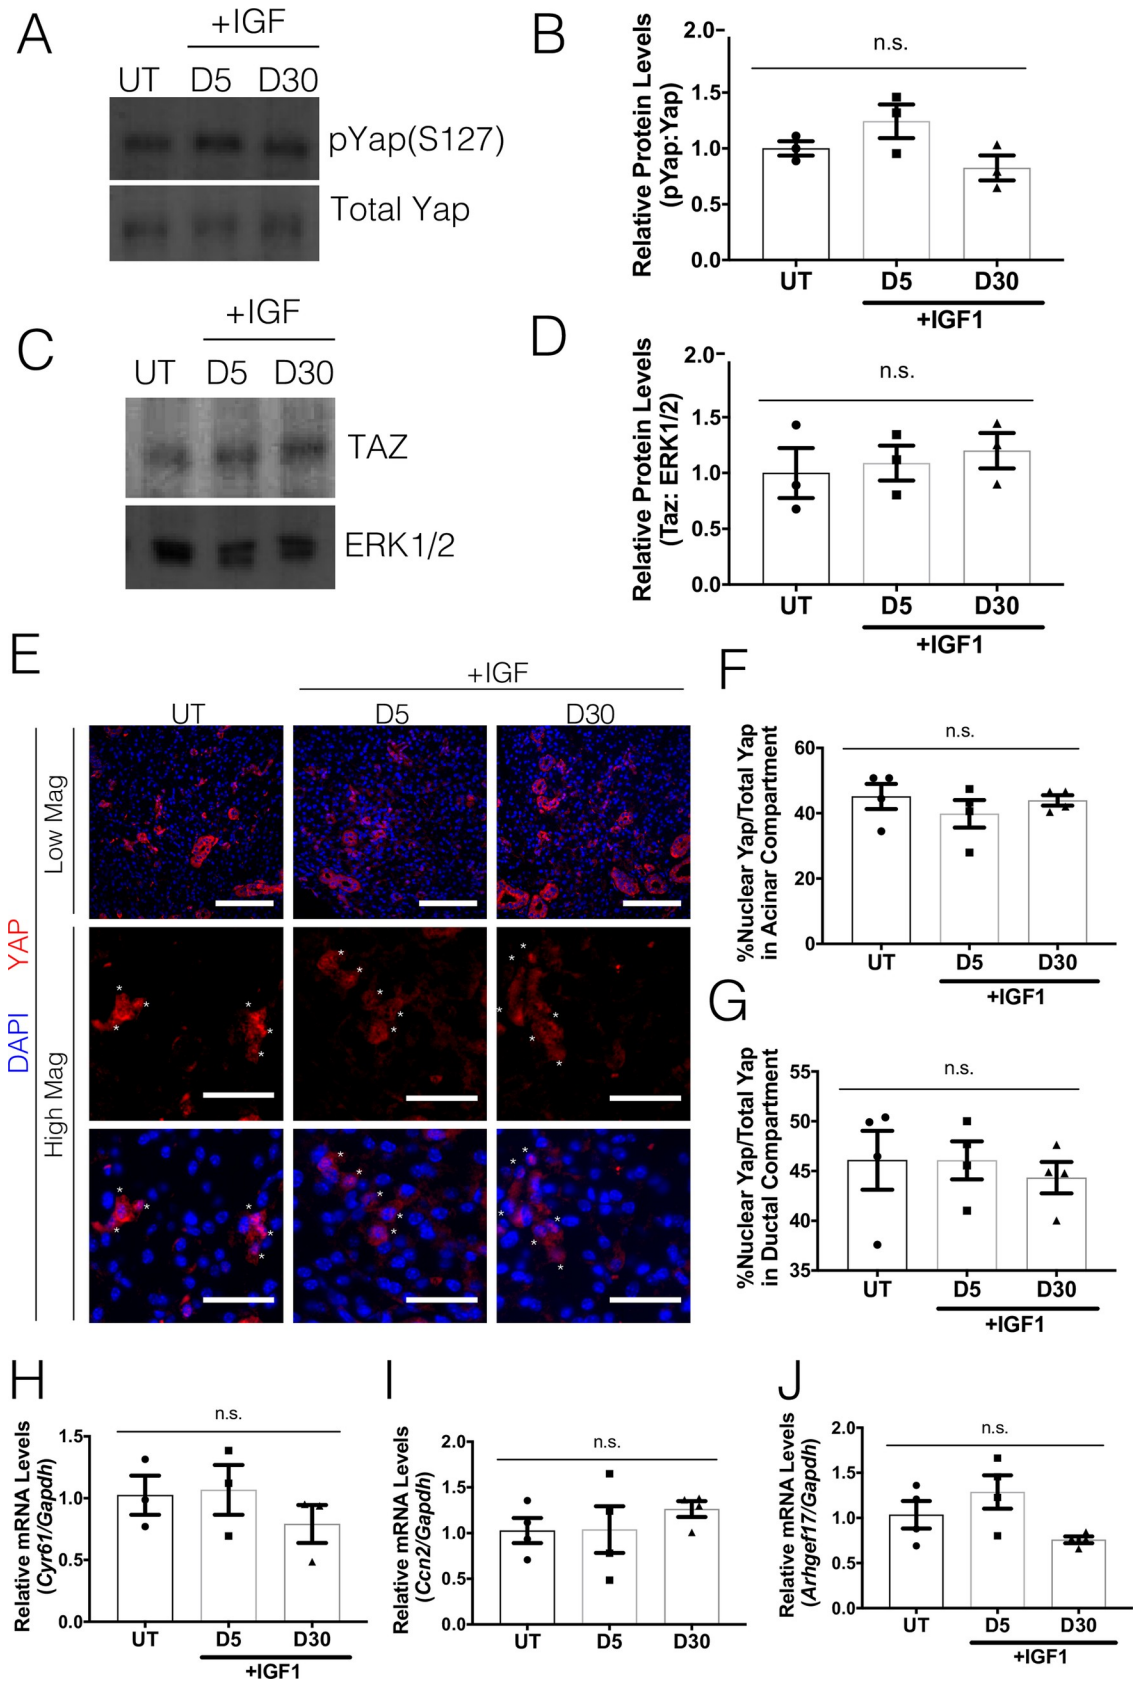 A
+IGF
UT D5 D30
pYap(S127)
Total Yap
B
Relative Protein Levels
(pYap:Yap)
2.0
1.5
1.0
0.5
0.0
n.s.
UT D5 D30
+IGF1
C
+IGF
UT D5 D30
TAZ
ERK1/2
D
Relative Protein Levels
(Taz: ERK1/2)
2.0
1.5
1.0
0.5
0.0
n.s.
UT D5 D30
+IGF1
E
+IGF
UT D5 D30
Low Mag
High Mag
DAPI YAP
* * * * * *
* * * * * *
* * * * * *
* * * * * *
* * * * * *
* * * * * *
F
%Nuclear Yap/Total Yap
in Acinar Compartment
60
40
20
0
n.s.
UT D5 D30
+IGF1
G
%Nuclear Yap/Total Yap
in Ductal Compartment
55
50
45
40
35
n.s.
UT D5 D30
+IGF1
H
Relative mRNA Levels
(Cyr61/Gapdh)
1.5
1.0
0.5
0.0
n.s.
UT D5 D30
+IGF1
I
Relative mRNA Levels
(Ccn2/Gapdh)
2.0
1.5
1.0
0.5
0.0
n.s.
UT D5 D30
J
Relative mRNA Levels
(Arhgef17/Gapdh)
2.0
1.5
1.0
0.5
0.0
n.s.
UT D5 D30
+IGF1